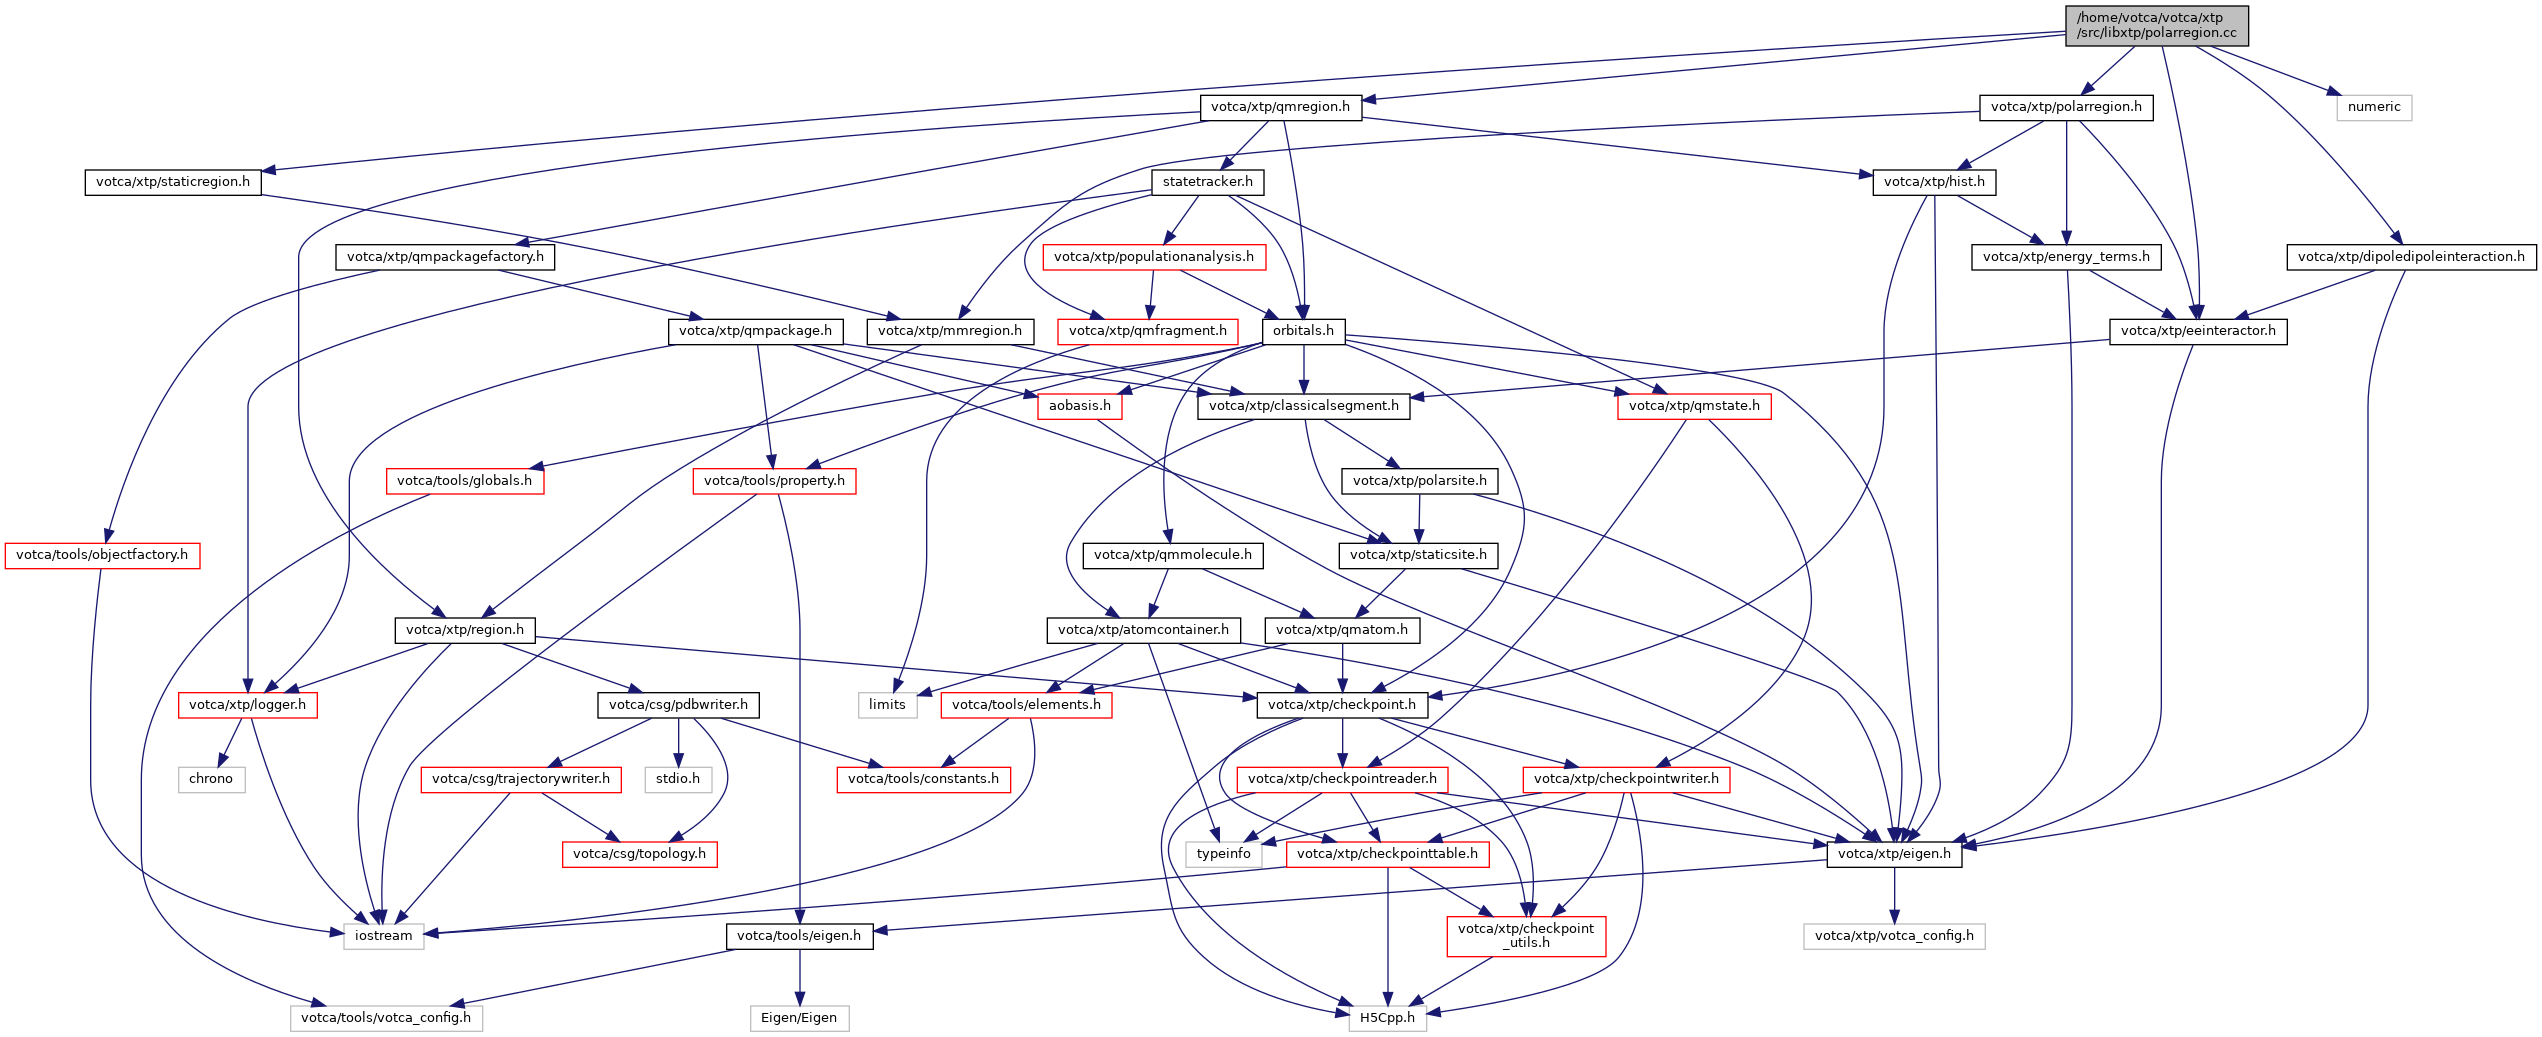 /home/votca/votca/xtp
/src/libxtp/polarregion.cc
votca/xtp/qmregion.h
votca/xtp/polarregion.h
numeric
votca/xtp/staticregion.h
statetracker.h
votca/xtp/hist.h
votca/xtp/qmpackagefactory.h
votca/xtp/populationanalysis.h
votca/xtp/energy_terms.h
votca/xtp/dipoledipoleinteraction.h
votca/xtp/qmpackage.h
votca/xtp/mmregion.h
votca/xtp/qmfragment.h
orbitals.h
votca/xtp/eeinteractor.h
aobasis.h
votca/xtp/classicalsegment.h
votca/xtp/qmstate.h
votca/tools/globals.h
votca/tools/property.h
votca/xtp/polarsite.h
votca/tools/objectfactory.h
votca/xtp/qmmolecule.h
votca/xtp/staticsite.h
votca/xtp/region.h
votca/xtp/atomcontainer.h
votca/xtp/qmatom.h
votca/xtp/logger.h
votca/csg/pdbwriter.h
limits
votca/tools/elements.h
votca/xtp/checkpoint.h
chrono
votca/csg/trajectorywriter.h
stdio.h
votca/tools/constants.h
votca/xtp/checkpointreader.h
votca/xtp/checkpointwriter.h
votca/csg/topology.h
typeinfo
votca/xtp/checkpointtable.h
votca/xtp/eigen.h
iostream
votca/tools/eigen.h
votca/xtp/checkpoint
_utils.h
votca/xtp/votca_config.h
votca/tools/votca_config.h
Eigen/Eigen
H5Cpp.h